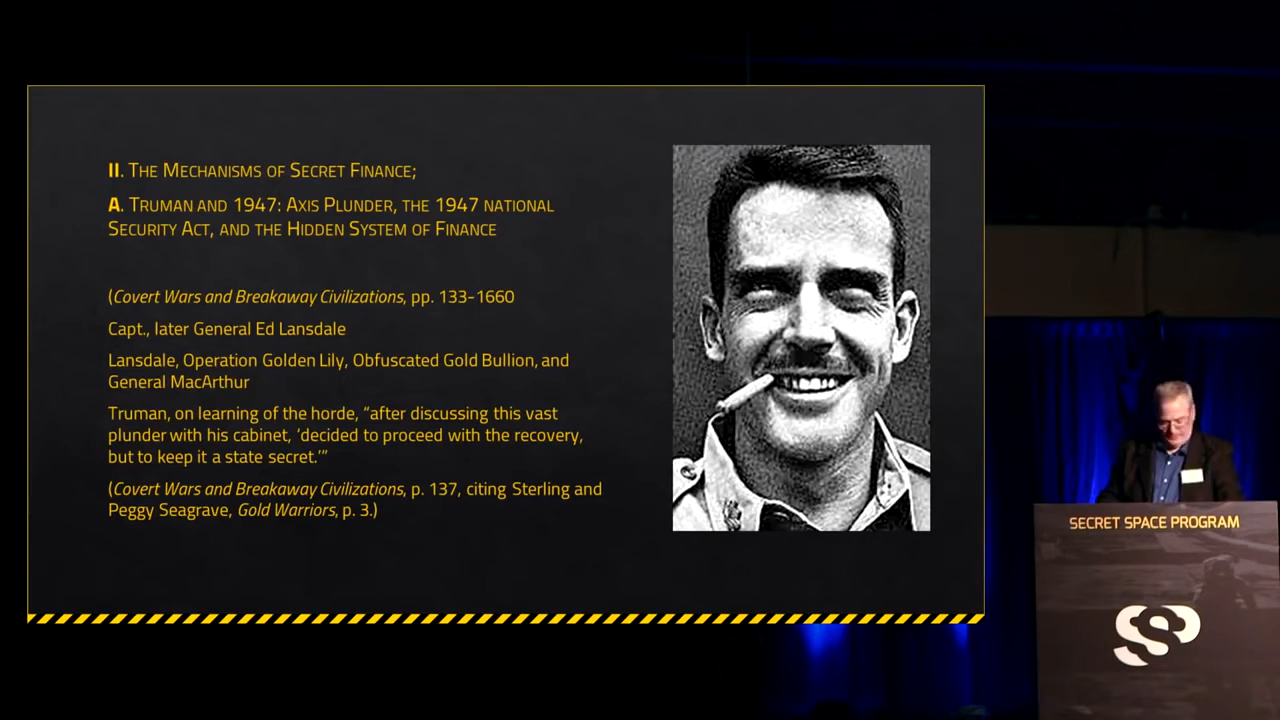 II. The Mechanisms of Secret Finance;
A. Truman and 1947: Axis Plunder, the 1947 national
Security Act, and the Hidden System of Finance
(Covert Wars and Breakaway Civilizations, pp. 133-1660
Capt., later General Ed Lansdale
Lansdale, Operation Golden Lily, Obfuscated Gold Bullion, and
General MacArthur
Truman, on learning of the horde, “after discussing this vast
plunder with his cabinet, ‘decided to proceed with the recovery,
but to keep it a state secret.’”
(Covert Wars and Breakaway Civilizations, p. 137, citing Sterling and
Peggy Seagrave, Gold Warriors, p. 3.)
SECRET SPACE PROGRAM
SSP